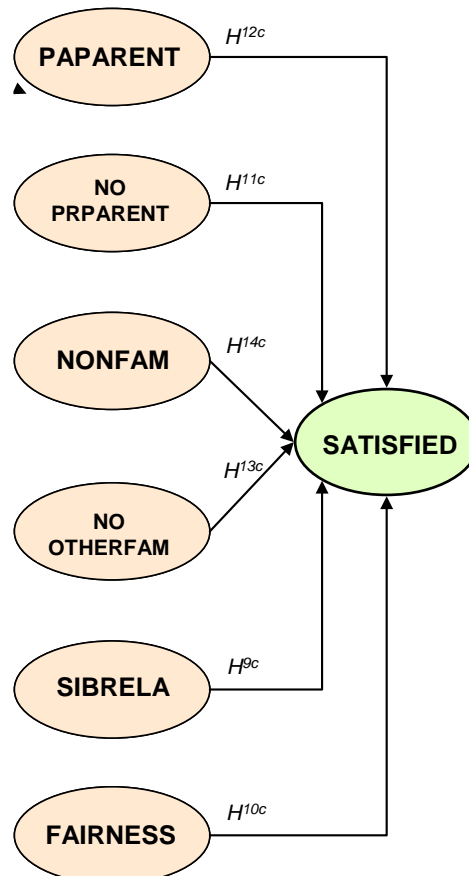 H12c
PAPARENT
H11c
NO
PRPARENT
H14c
NONFAM
SATISFIED
H13c
NO
OTHERFAM
H9c
SIBRELA
H10c
FAIRNESS